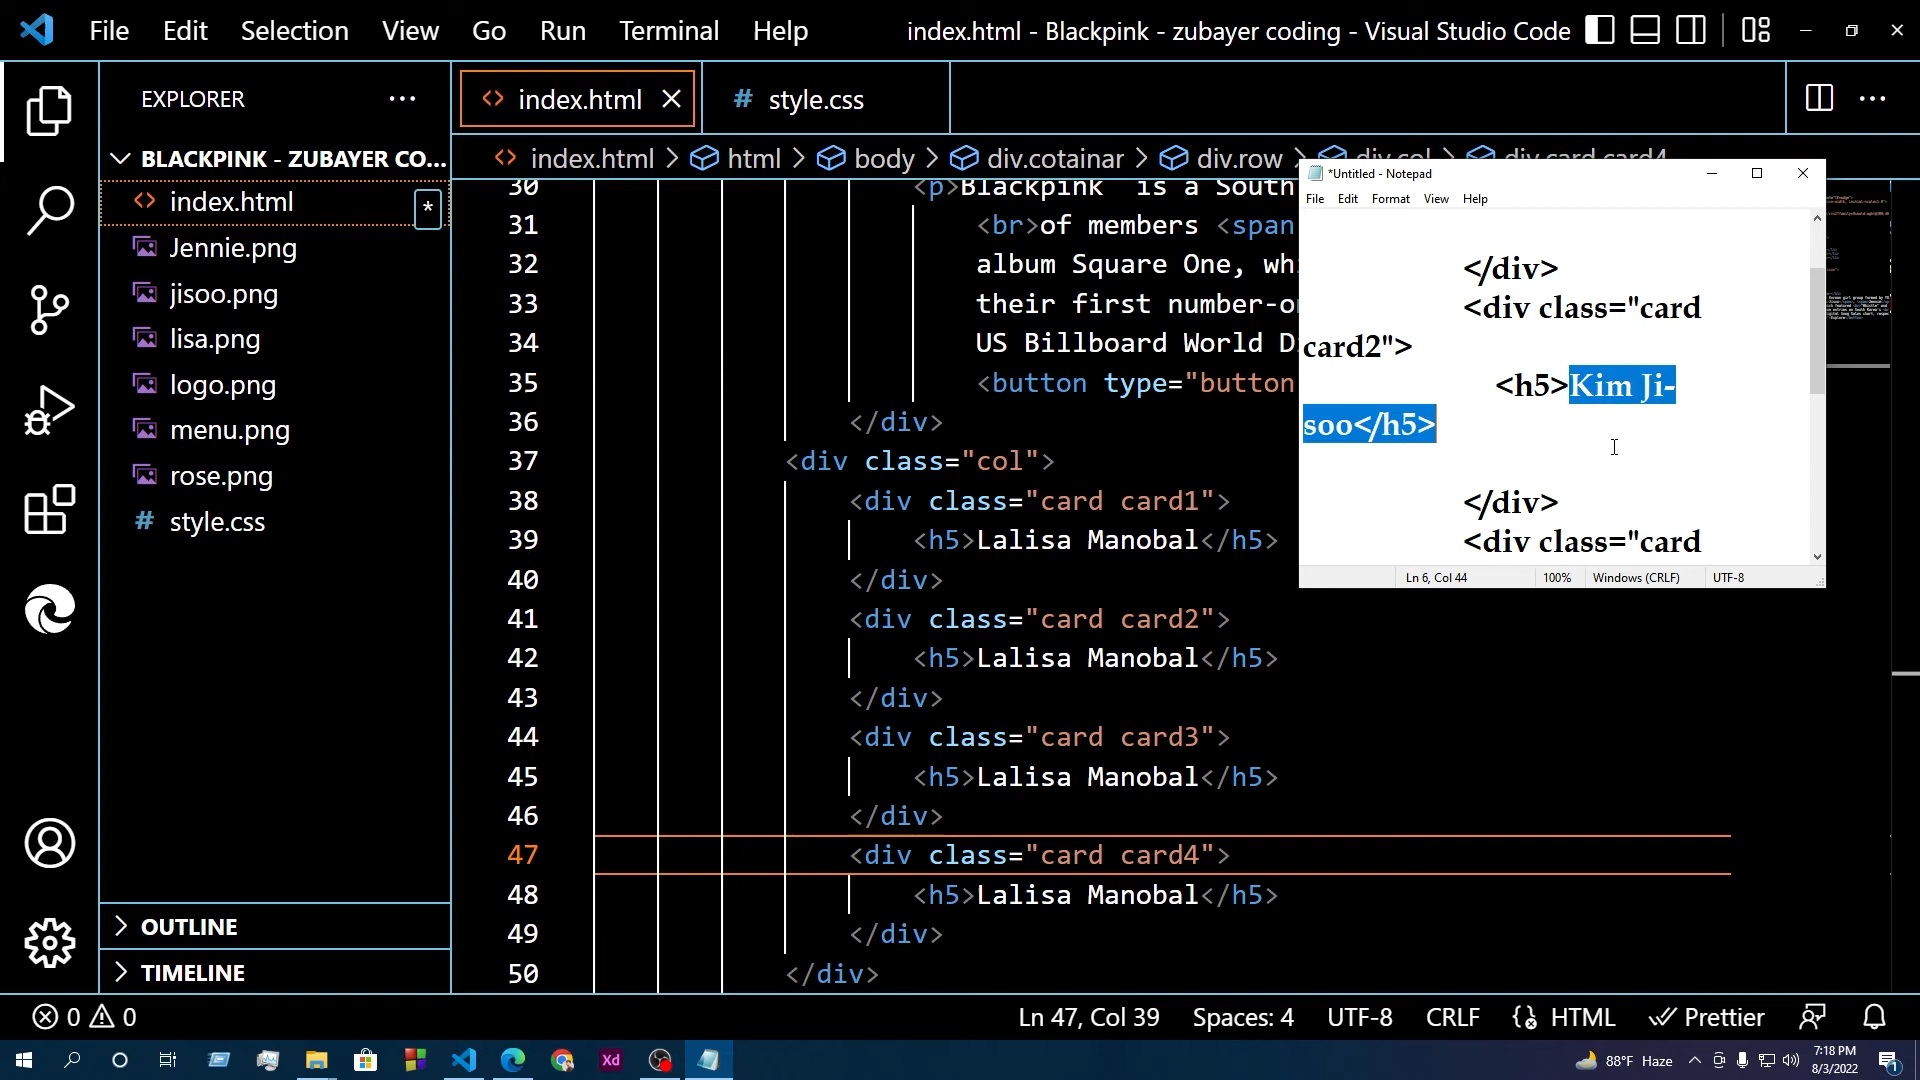 File Edit Selection View Go Run Terminal Help index.html - Blackpink - zubayer coding - Visual Studio Code
EXPLORER
BLACKPINK - ZUBAYER CO...
index.html
*
Jennie.png
jisoo.png
lisa.png
logo.png
menu.png
rose.png
# style.css
OUTLINE
TIMELINE
index.html
# style.css
index.html > html > body > div.cotainar > div.row > div.col > div.card.card4
30 <p>Blackpink is a South
31 <br>of members <span
32 album Square One, whi
33 their first number-on
34 US Billboard World D
35 <button type="button
36 </div>
37 <div class="col">
38 <div class="card card1">
39 <h5>Lalisa Manobal</h5>
40 </div>
41 <div class="card card2">
42 <h5>Lalisa Manobal</h5>
43 </div>
44 <div class="card card3">
45 <h5>Lalisa Manobal</h5>
46 </div>
47 <div class="card card4">
48 <h5>Lalisa Manobal</h5>
49 </div>
50 </div>
*Untitled - Notepad
File Edit Format View Help
</div>
<div class="card
card2">
<h5>Kim Ji-
soo</h5>
</div>
<div class="card
Ln 6, Col 44 100% Windows (CRLF) UTF-8
0 0 Ln 47, Col 39 Spaces: 4 UTF-8 CRLF HTML Prettier
Xd 88°F Haze 7:18 PM
8/3/2022
1